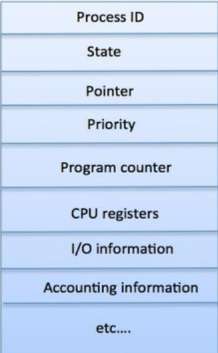 Process ID
State
Pointer
Priority
Program counter
CPU registers
I/O information
Accounting information
etc....